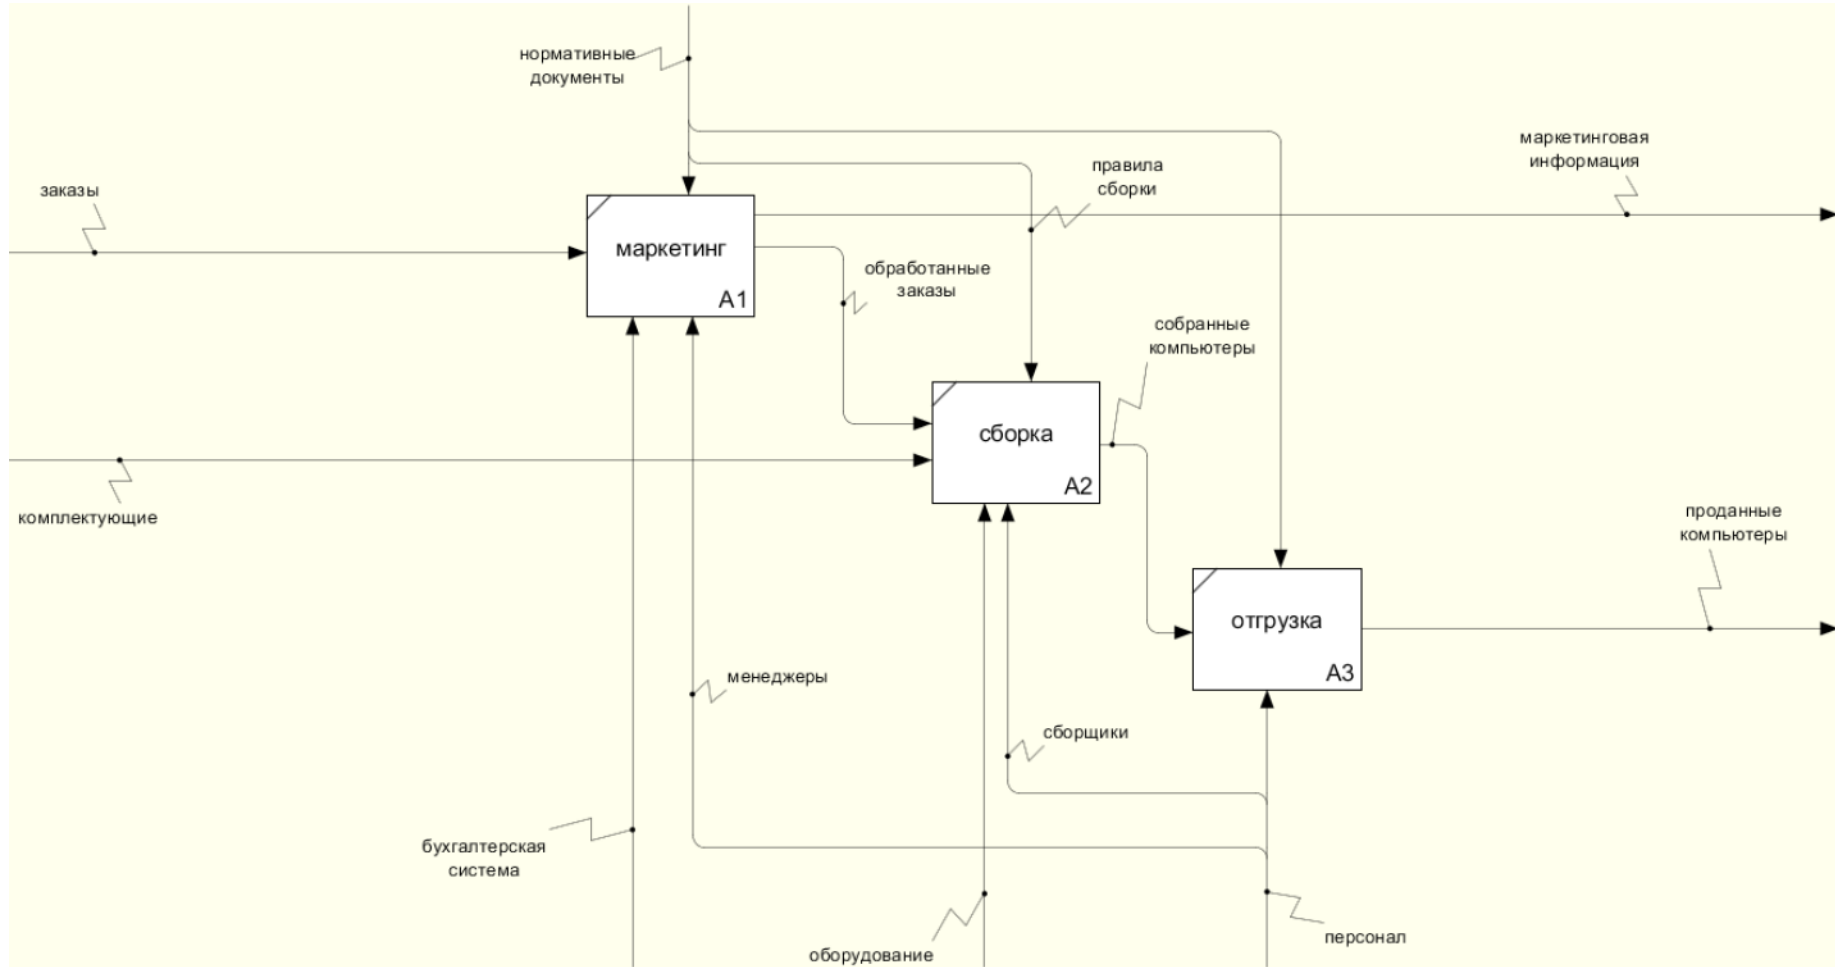 нормативные
документы
маркетинговая
информация
правила
сборки
заказы
маркетинг
A1
обработанные
заказы
собранные
компьютеры
сборка
A2
комплектующие
проданные
компьютеры
отгрузка
A3
менеджеры
сборщики
бухгалтерская
система
персонал
оборудование